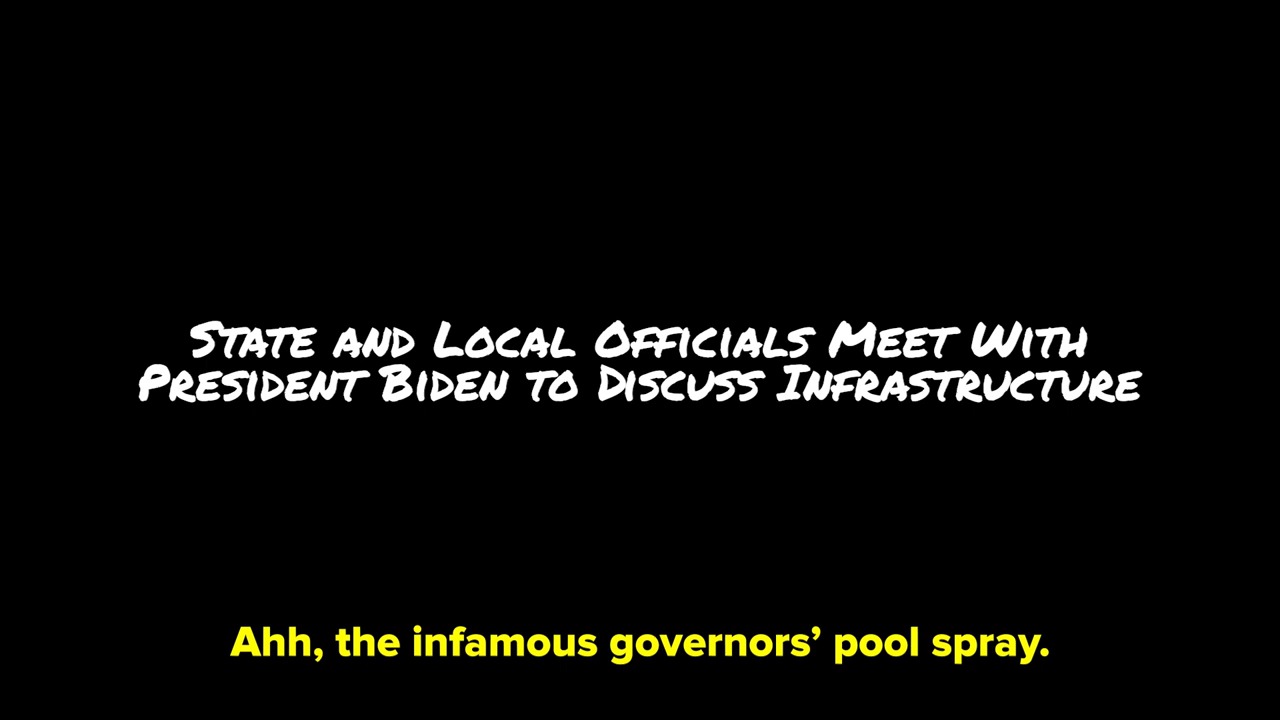 State and Local Officials Meet With
President Biden to Discuss Infrastructure
Ahh, the infamous governors’ pool spray.